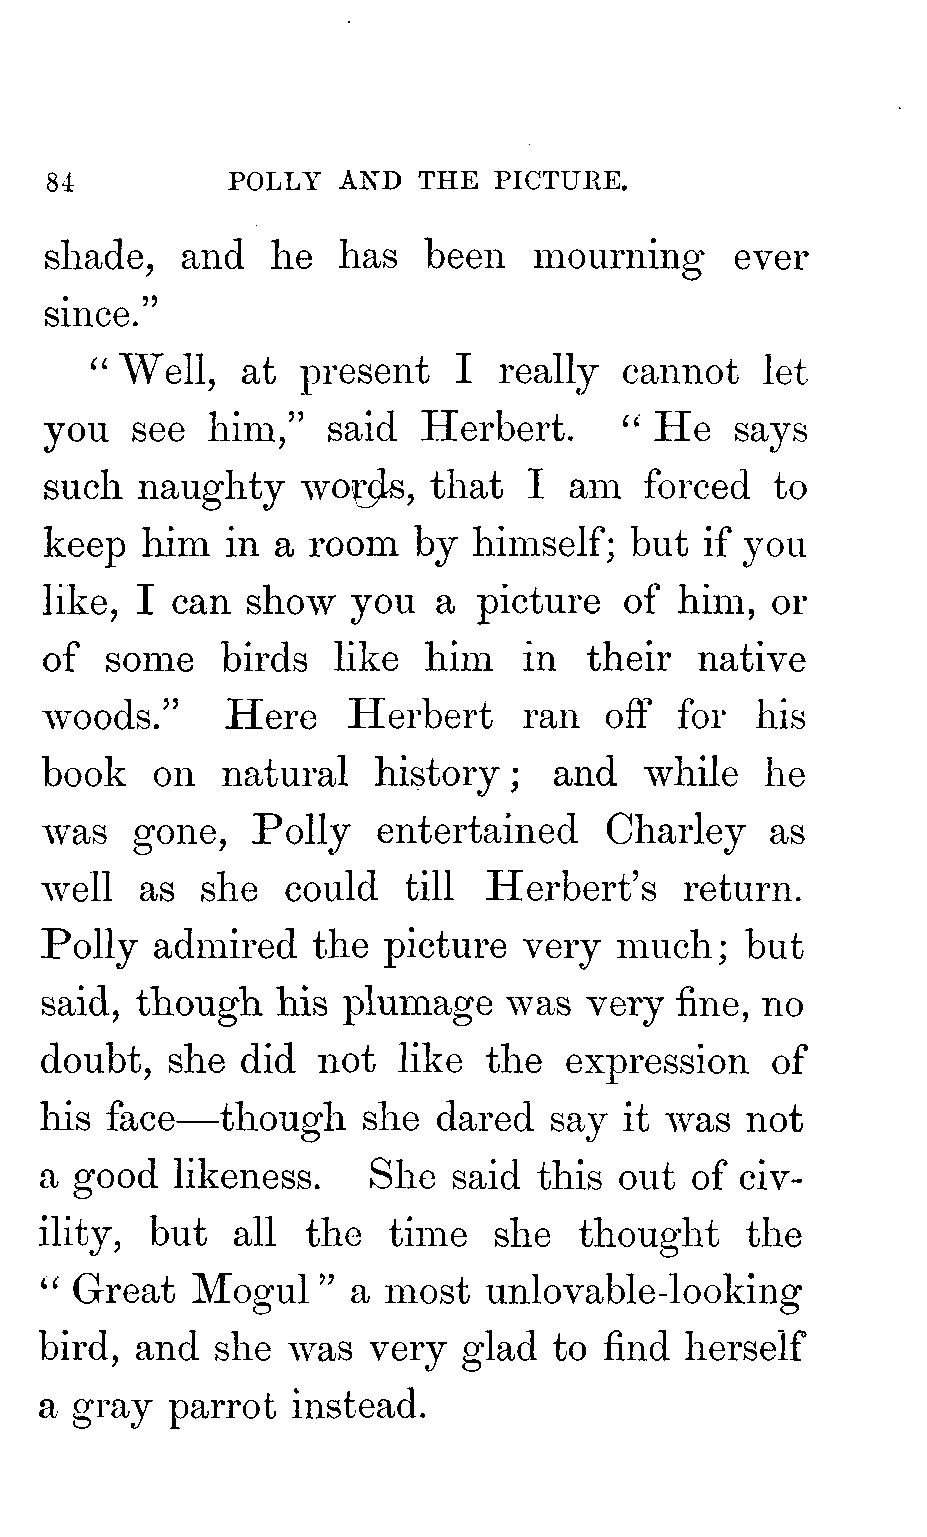 84 POLLY AND THE PICTURE.
shade, and he has been mourning ever
since.”
“ Well, at present I really cannot let
you see him,” said Herbert. “ He says
such naughty words, that I am forced to
keep him in a room by himself; but if you
like, I can show you a picture of him, or
of some birds like him in their native
woods.” Here Herbert ran off for his
book on natural history ; and while he
was gone, Polly entertained Charley as
well as she could till Herbert’s return.
Polly admired the picture very much; but
said, though his plumage was very fine, no
doubt, she did not like the expression of
his face—though she dared say it was not
a good likeness. She said this out of civ-
ility, but all the time she thought the
“ Great Mogul ” a most unlovable-looking
bird, and she was very glad to find herself
a gray parrot instead.